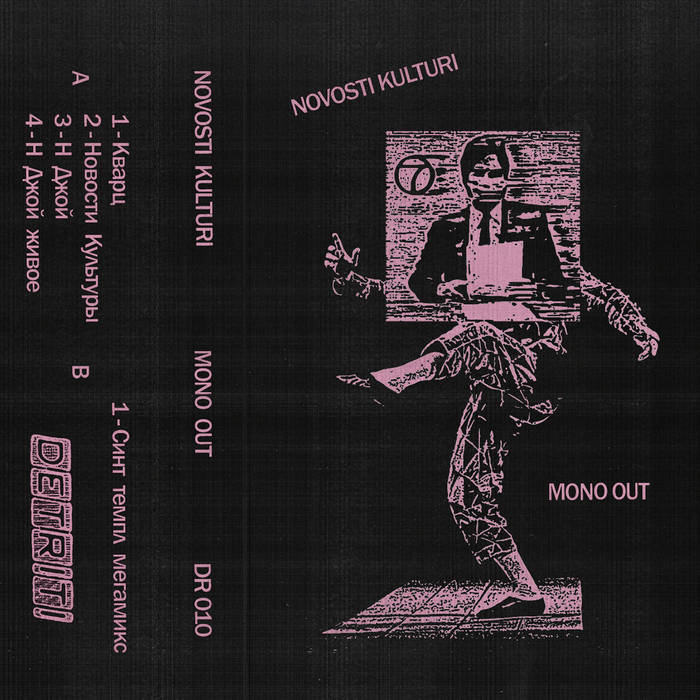 A
1-Кварц
2-Новости Культуры
3-Н Джой
4-Н Джой живое
B
1-Синт темпл мегамикс
DETRITI
NOVOSTI KULTURI
MONO OUT
DR 010
NOVOSTI KULTURI
MONO OUT